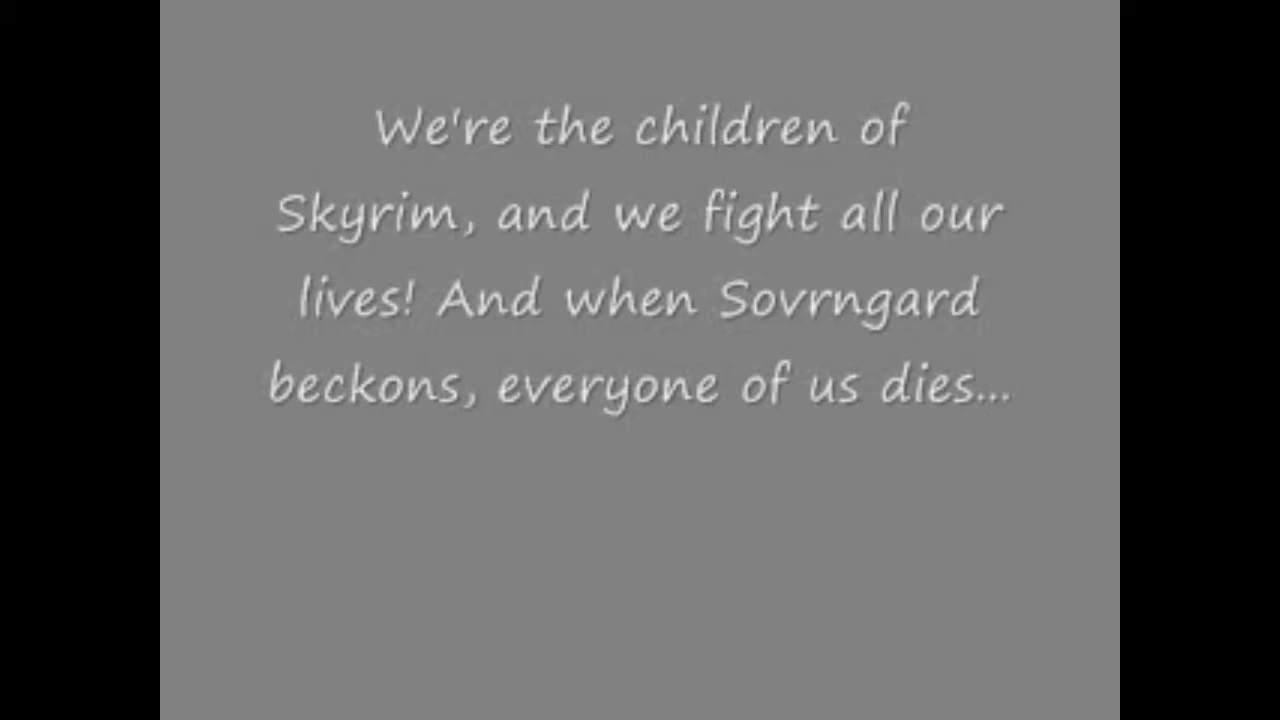 We're the children of
Skyrim, and we fight all our
lives! And when Sovrngard
beckons, everyone of us dies...